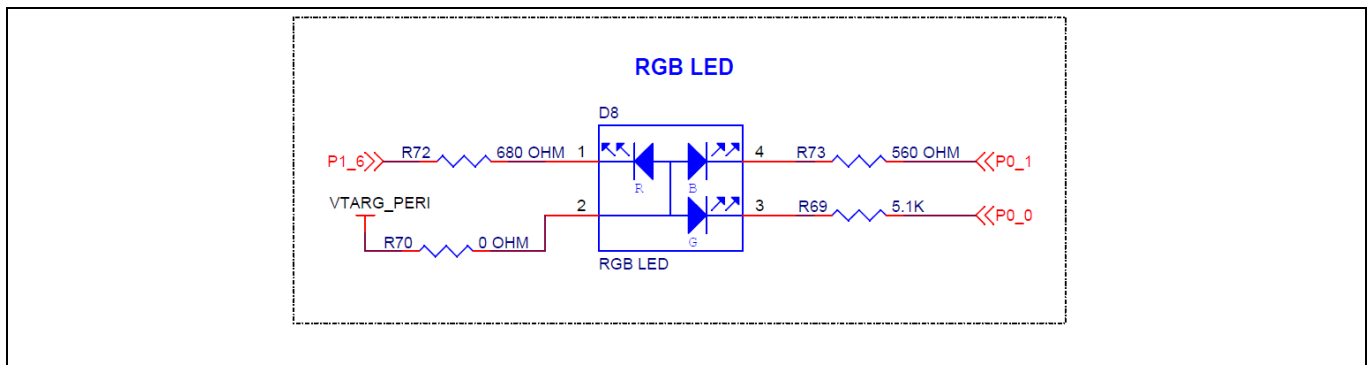 RGB LED
D8
P1_6 R72 680 OHM 1 4 R73 560 OHM P0_1
R B
VTARG_PERI 2 3 R69 5.1K P0_0
R70 0 OHM G
RGB LED